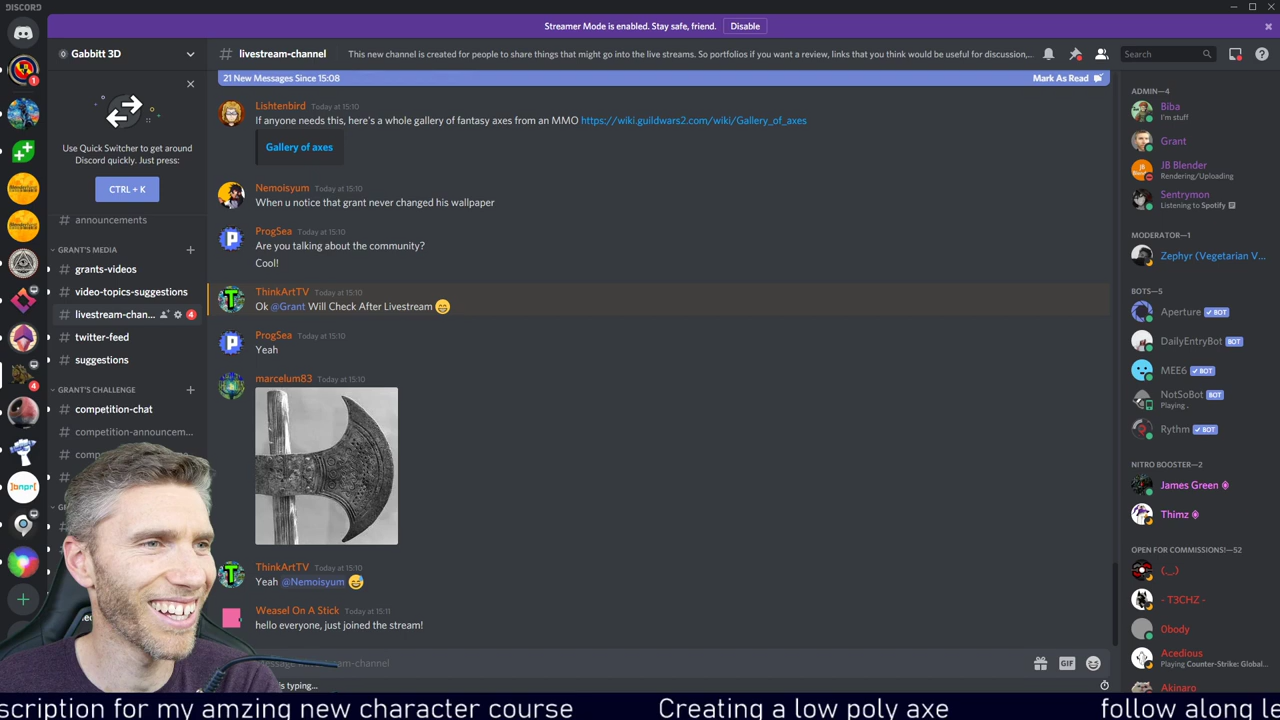 DISCORD
Streamer Mode is enabled. Stay safe, friend.
Disable
Gabbitt 3D
# livestream-channel
This new channel is created for people to share things that might go into the live streams. So portfolios if you want a review, links that you think would be useful for discussion,...
Search
21 New Messages Since 15:08
Mark As Read
Use Quick Switcher to get around
Discord quickly. Just press:
CTRL + K
announcements
GRANT'S MEDIA
# grants-videos
# video-topics-suggestions
# livestream-chan...
4
# twitter-feed
# suggestions
GRANT'S CHALLENGE
# competition-chat
# competition-announcem...
1
4
Lishtenbird Today at 15:10
If anyone needs this, here's a whole gallery of fantasy axes from an MMO https://wiki.guildwars2.com/wiki/Gallery_of_axes
Gallery of axes
Nemoisyum Today at 15:10
When u notice that grant never changed his wallpaper
ProgSea Today at 15:10
Are you talking about the community?
Cool!
ThinkArtTV Today at 15:10
Ok @Grant Will Check After Livestream
ProgSea Today at 15:10
Yeah
marcelum83 Today at 15:10
ThinkArtTV Today at 15:10
Yeah @Nemoisyum
Weasel On A Stick Today at 15:11
hello everyone, just joined the stream!
GIF
typing...
ADMIN—4
Biba
I'm stuff
Grant
JB Blender
Rendering/Uploading
Sentrymon
Listening to Spotify
MODERATOR—1
Zephyr (Vegetarian V...
BOTS—5
Aperture ✓ BOT
DailyEntryBot BOT
MEE6 ✓ BOT
NotSoBot BOT
Playing .
Rythm ✓ BOT
NITRO BOOSTER—2
James Green
Thimz
OPEN FOR COMMISSIONS!—52
(._.)
- T3CHZ -
0body
Acedious
Playing Counter-Strike: Global...
Akinaro
scription for my amzing new character course
Creating a low poly axe
follow along le